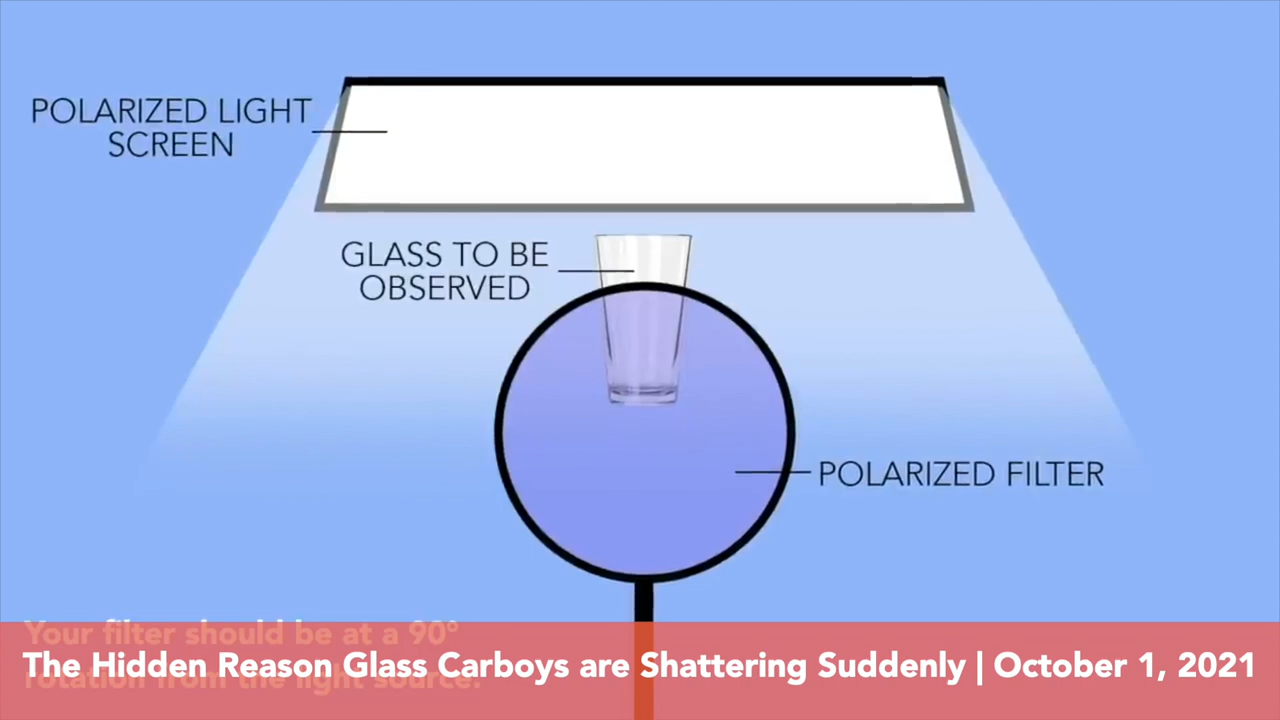 POLARIZED LIGHT
SCREEN
GLASS TO BE
OBSERVED
POLARIZED FILTER
Your filter should be at a 90°
rotation from the light source.
The Hidden Reason Glass Carboys are Shattering Suddenly | October 1, 2021